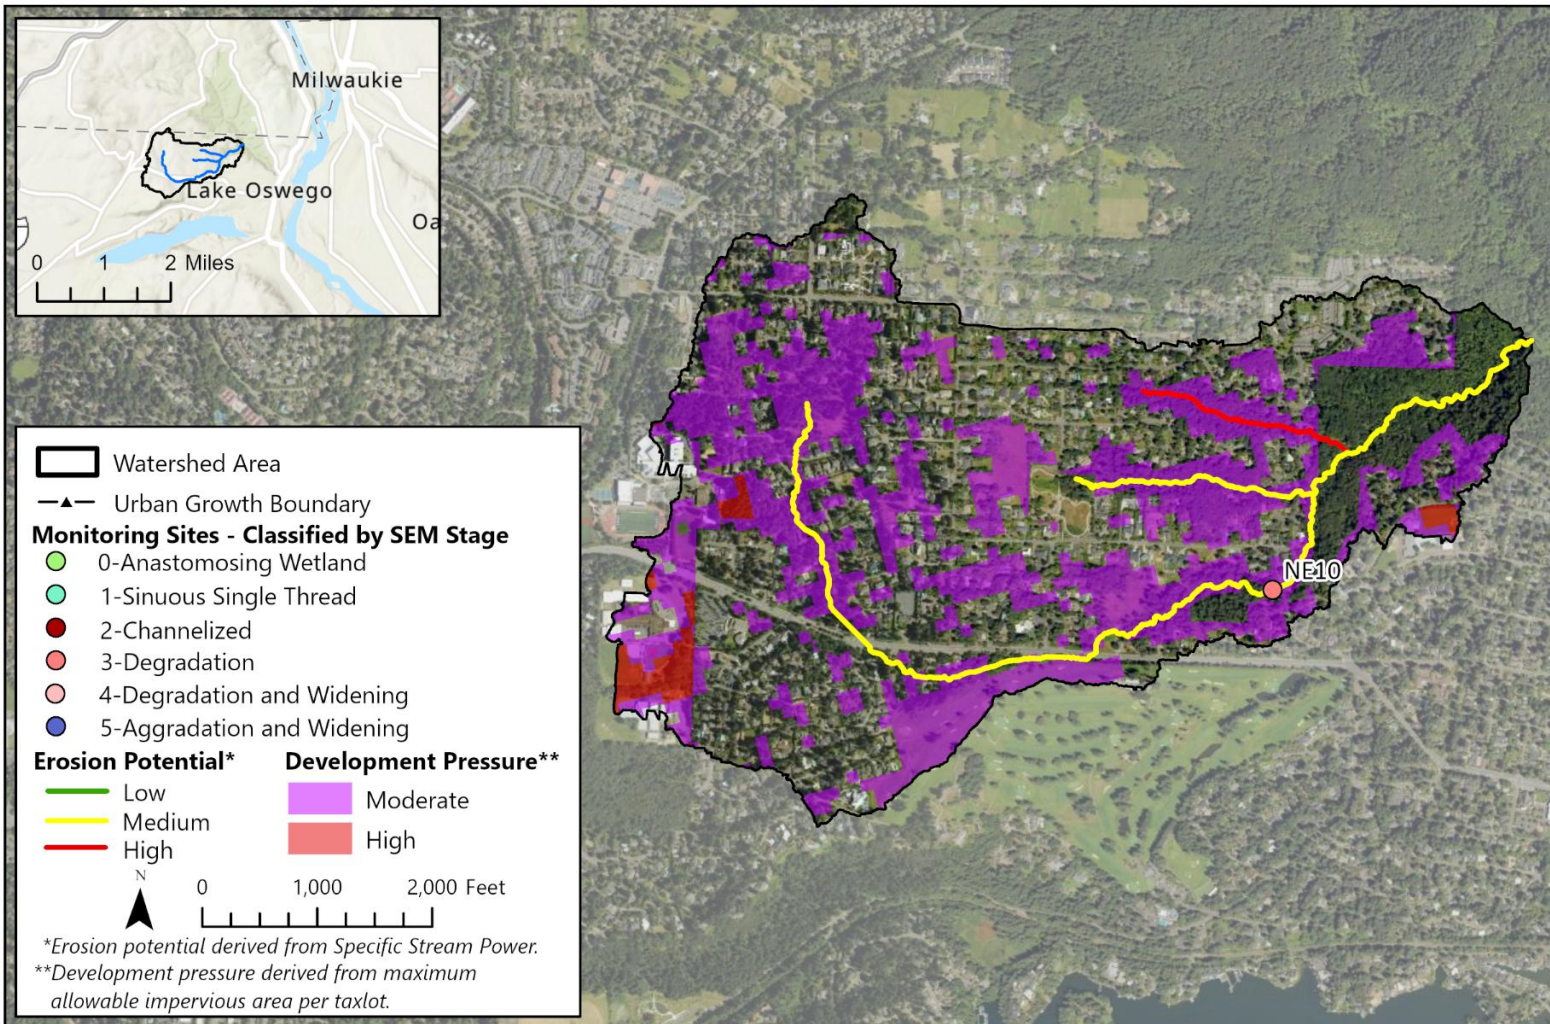 Milwaukie
Lake Oswego
Oa
0 1 2 Miles
Watershed Area
Urban Growth Boundary
Monitoring Sites - Classified by SEM Stage
0-Anastomosing Wetland
1-Sinuous Single Thread
2-Channelized
3-Degradation
4-Degradation and Widening
5-Aggradation and Widening
Erosion Potential*
Low
Medium
High
Development Pressure**
Moderate
High
N
0 1,000 2,000 Feet
*Erosion potential derived from Specific Stream Power.
**Development pressure derived from maximum
allowable impervious area per taxlot.
NE10